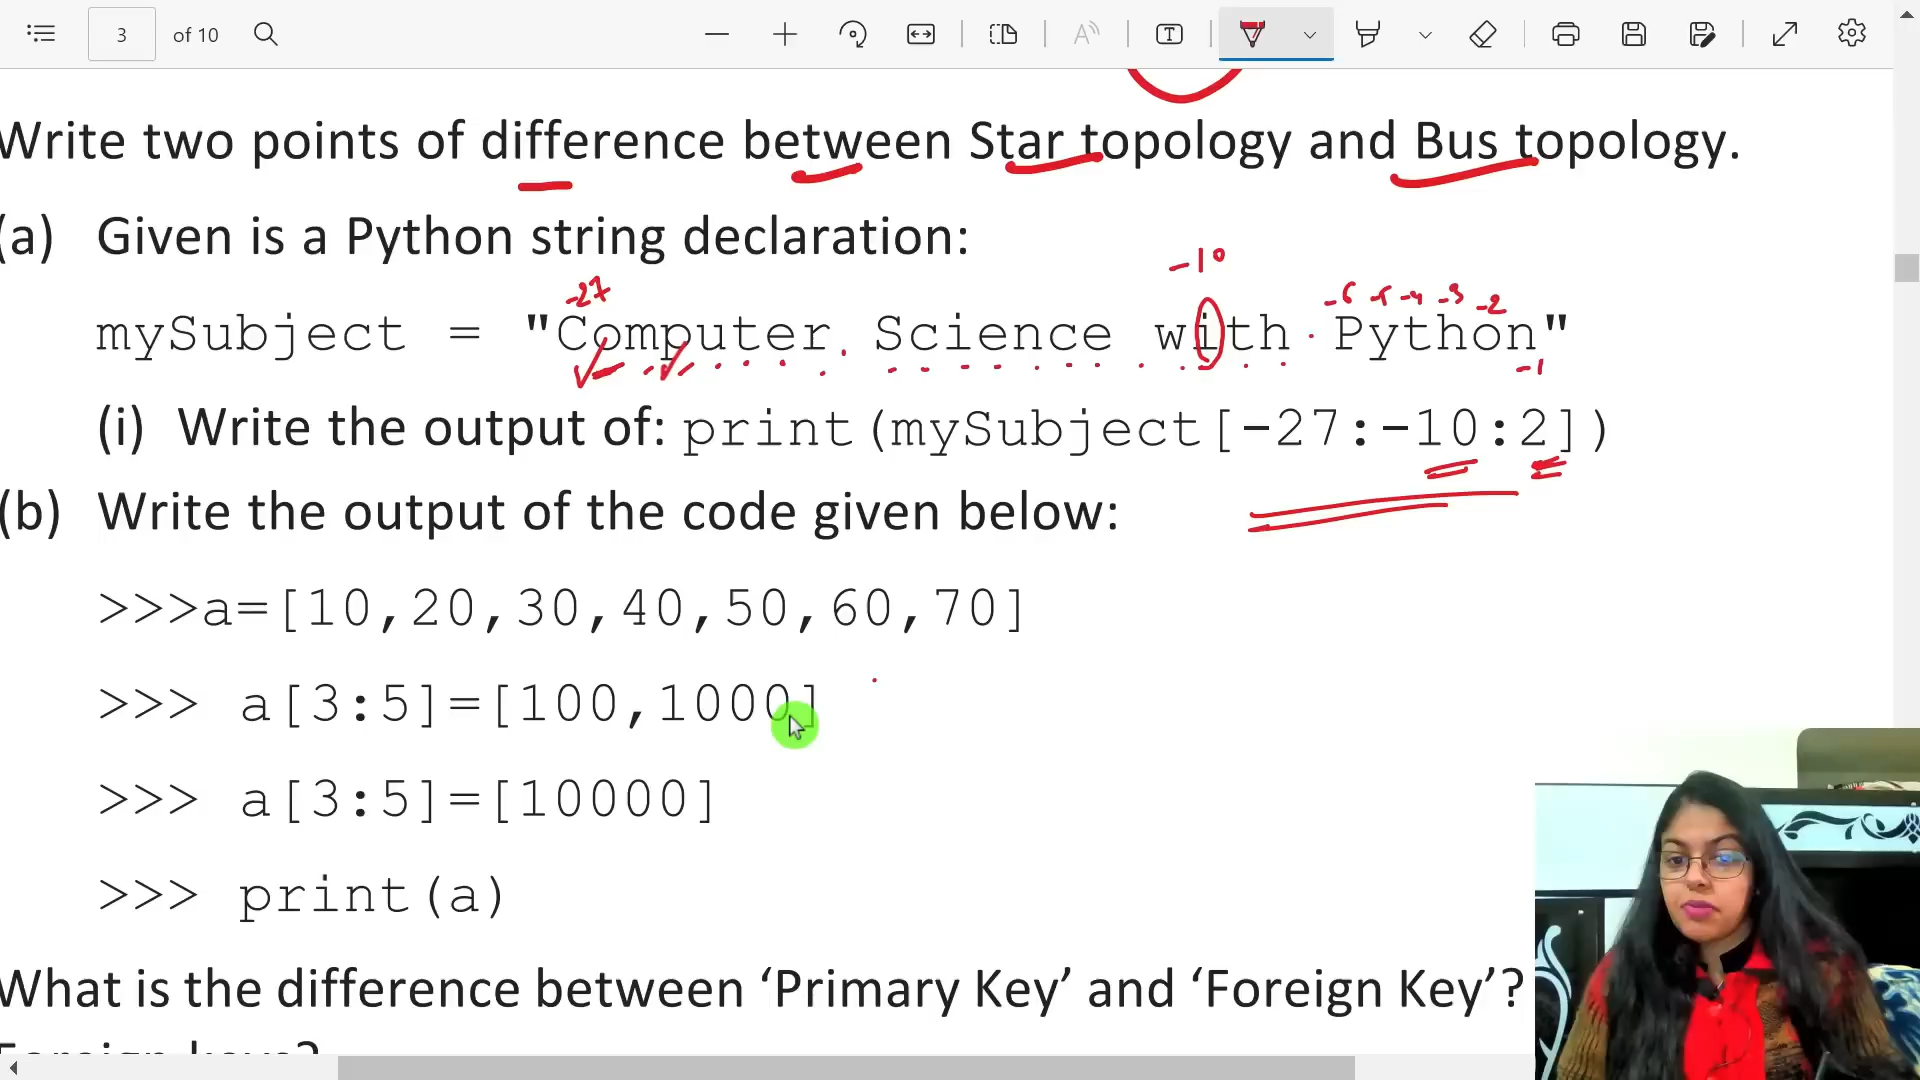 3 of 10
Write two points of difference between Star topology and Bus topology.
(a) Given is a Python string declaration:
-10
-27 -6 -5 -4 -3 -2
mySubject = "Computer Science with Python"
-1
(i) Write the output of: print(mySubject[-27:-10:2])
(b) Write the output of the code given below:
>>>a=[10,20,30,40,50,60,70]
>>> a[3:5]=[100,1000]
>>> a[3:5]=[10000]
>>> print(a)
What is the difference between ‘Primary Key’ and ‘Foreign Key’?
Foreign keys?